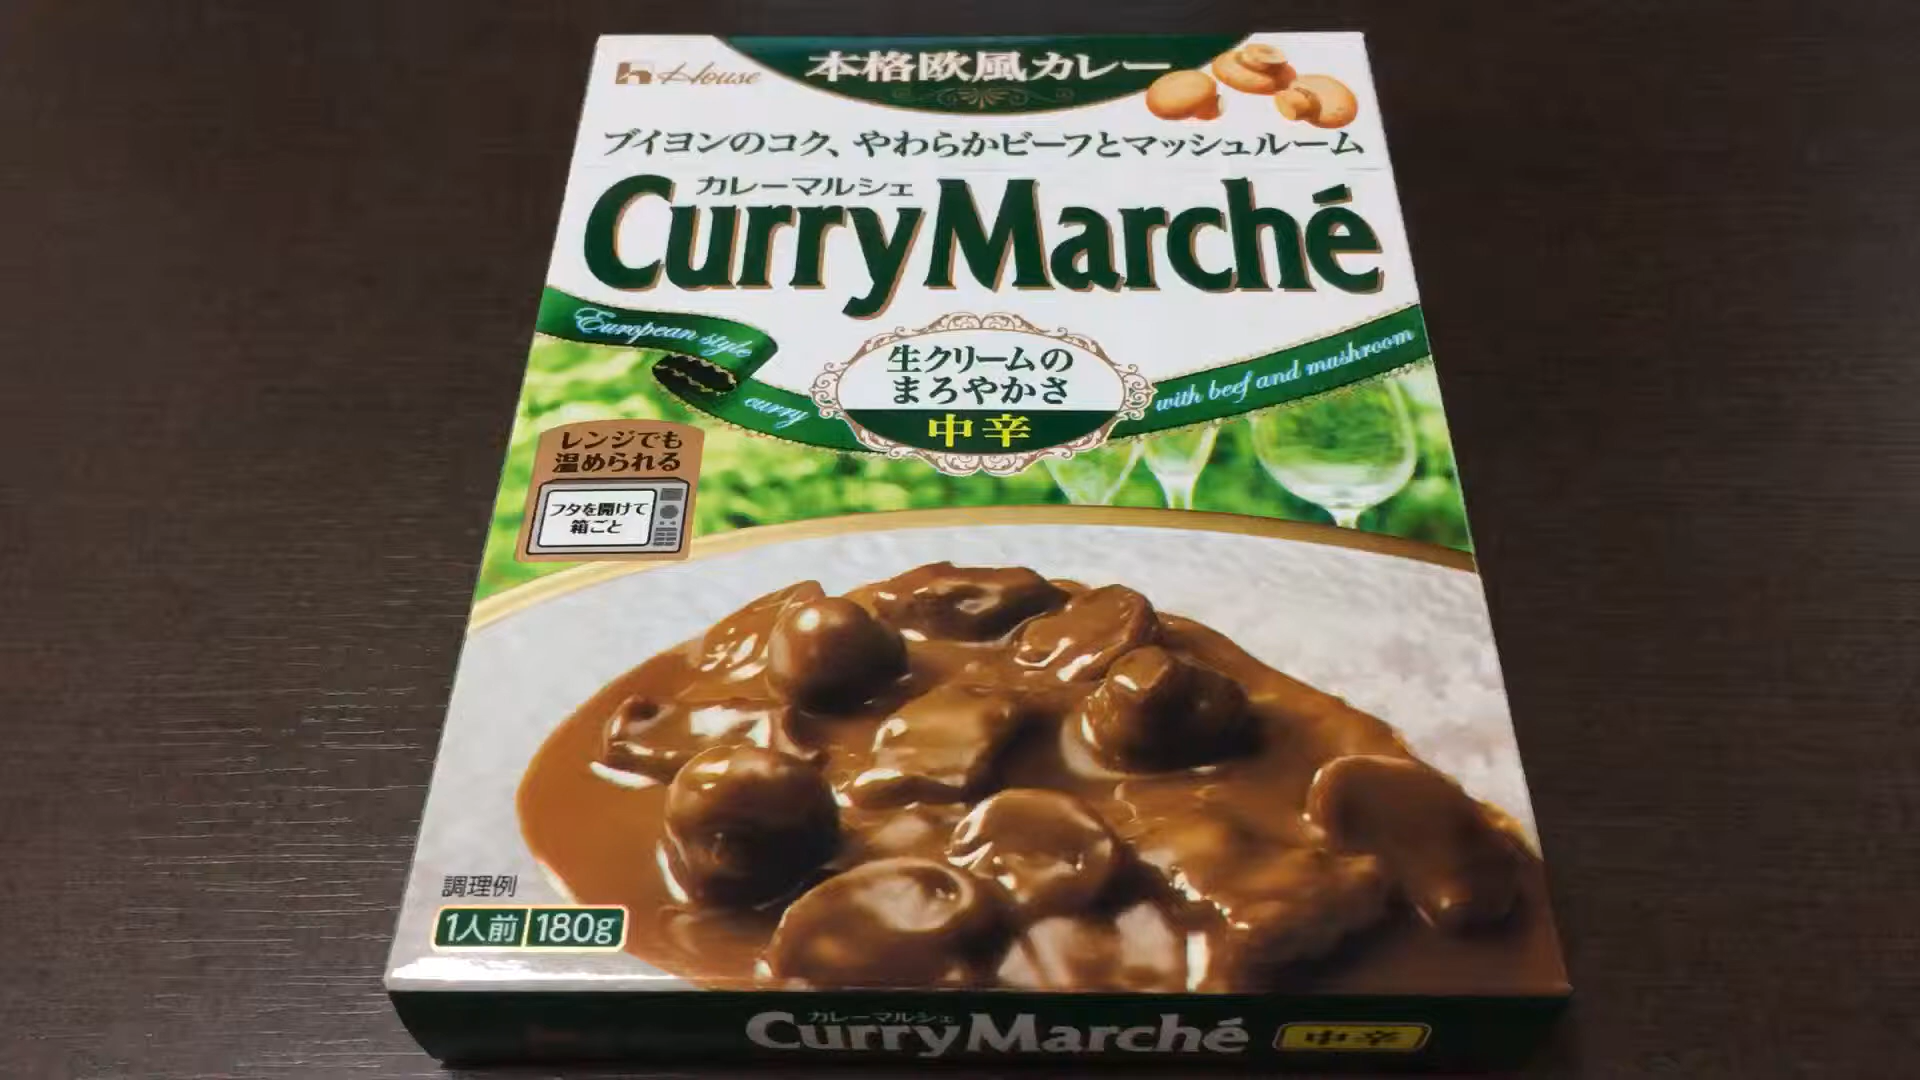 House
本格欧風カレー
ブイヨンのコク、やわらかビーフとマッシュルーム
カレーマルシェ
CurryMarché
European style
curry
with beef and mushroom
生クリームの
まろやかさ
中辛
レンジでも
温められる
フタを開けて
箱ごと
調理例
1人前 180g
カレーマルシェ
CurryMarché
中辛